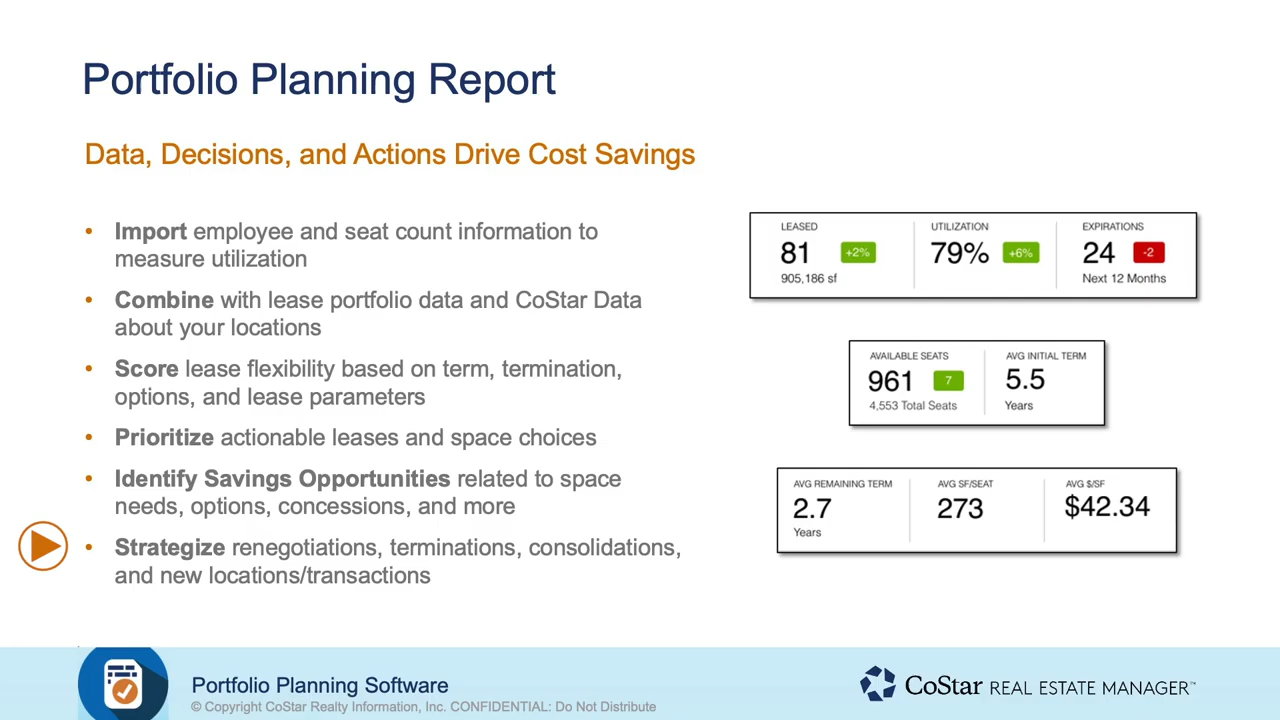 Portfolio Planning Report
Data, Decisions, and Actions Drive Cost Savings
• Import employee and seat count information to
measure utilization
• Combine with lease portfolio data and CoStar Data
about your locations
• Score lease flexibility based on term, termination,
options, and lease parameters
• Prioritize actionable leases and space choices
• Identify Savings Opportunities related to space
needs, options, concessions, and more
• Strategize renegotiations, terminations, consolidations,
and new locations/transactions
LEASED
81 +2%
905,186 sf
UTILIZATION
79% +6%
EXPIRATIONS
24 -2
Next 12 Months
AVAILABLE SEATS
961 7
4,553 Total Seats
AVG INITIAL TERM
5.5
Years
AVG REMAINING TERM
2.7
Years
AVG SF/SEAT
273
AVG $/SF
$42.34
Portfolio Planning Software
© Copyright CoStar Realty Information, Inc. CONFIDENTIAL: Do Not Distribute
CoStar REAL ESTATE MANAGER™